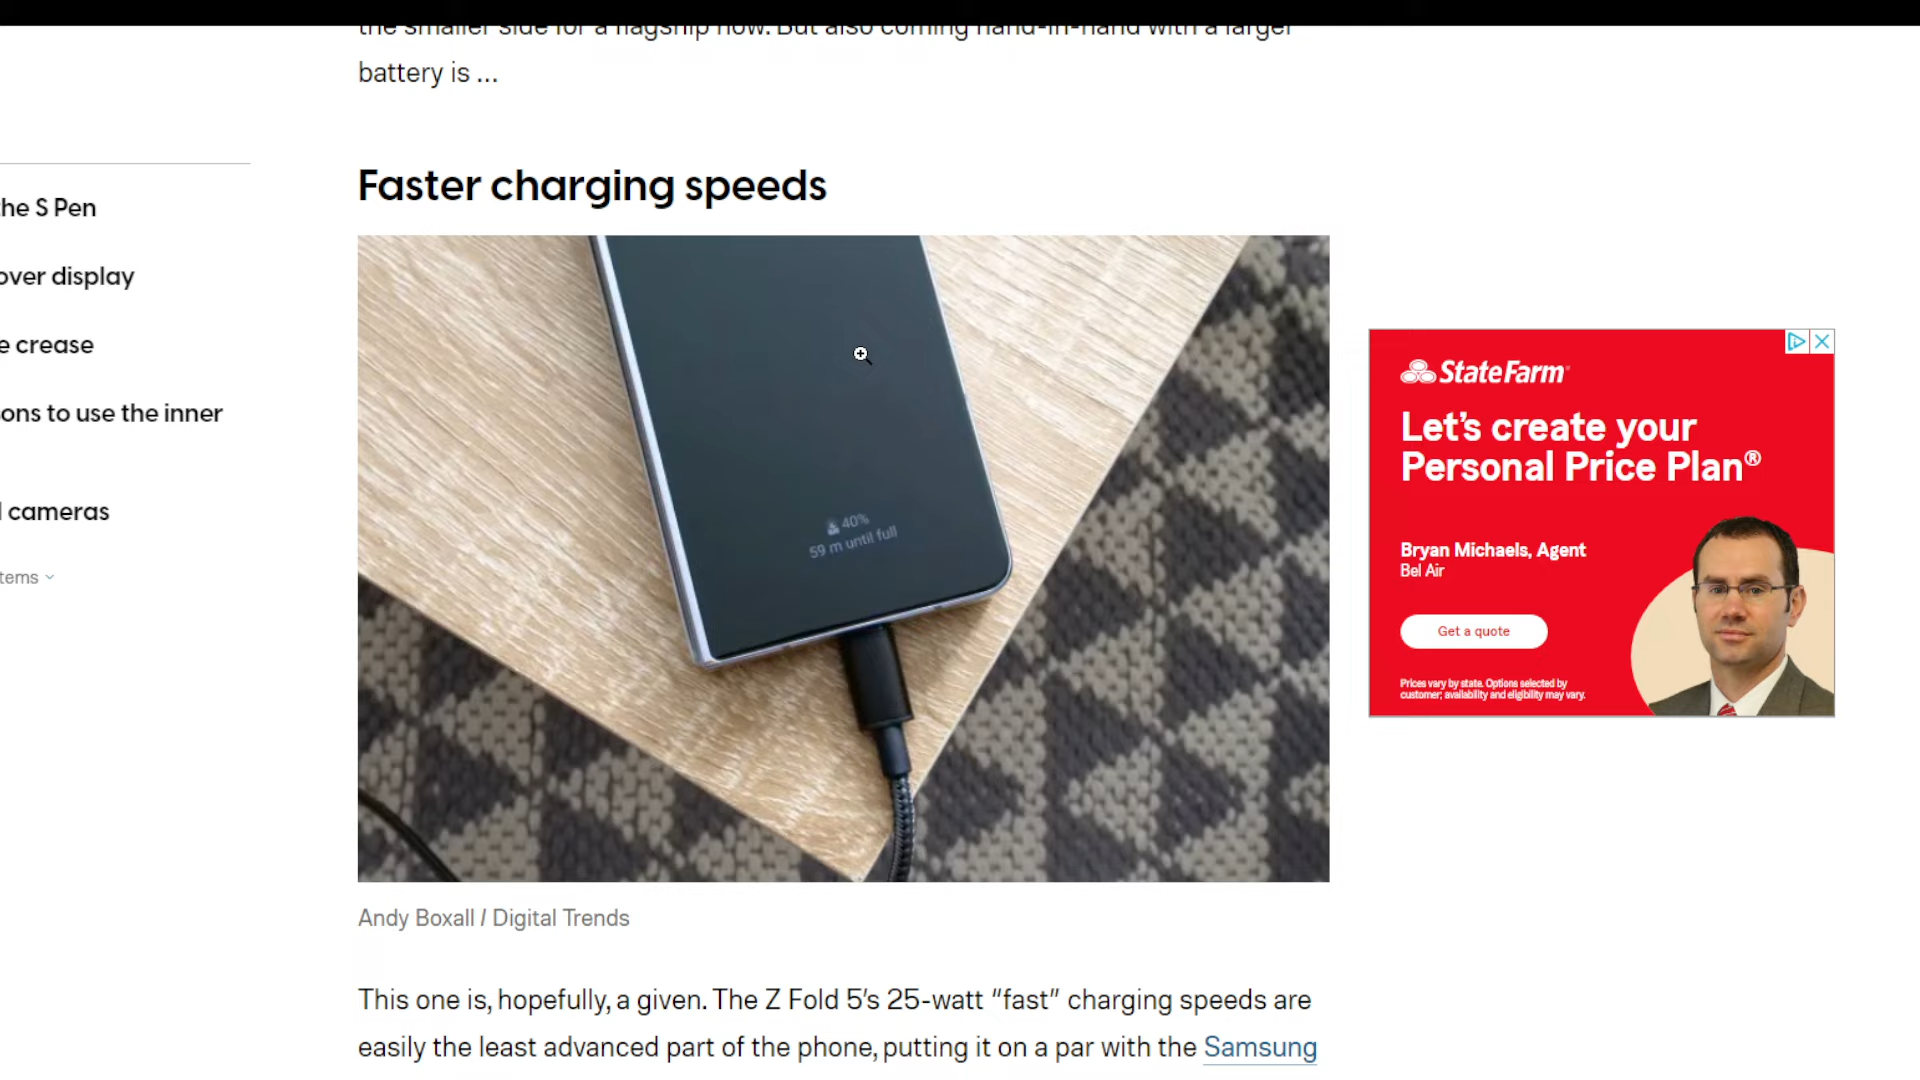 the smaller side for a flagship now. But also coming hand-in-hand with a larger
battery is ...
Faster charging speeds
the S Pen
over display
e crease
ons to use the inner
cameras
tems
40%
59 m until full
StateFarm
Let's create your
Personal Price Plan®
Bryan Michaels, Agent
Bel Air
Get a quote
Prices vary by state. Options selected by
customer; availability and eligibility may vary.
Andy Boxall / Digital Trends
This one is, hopefully, a given. The Z Fold 5's 25-watt “fast” charging speeds are
easily the least advanced part of the phone, putting it on a par with the Samsung